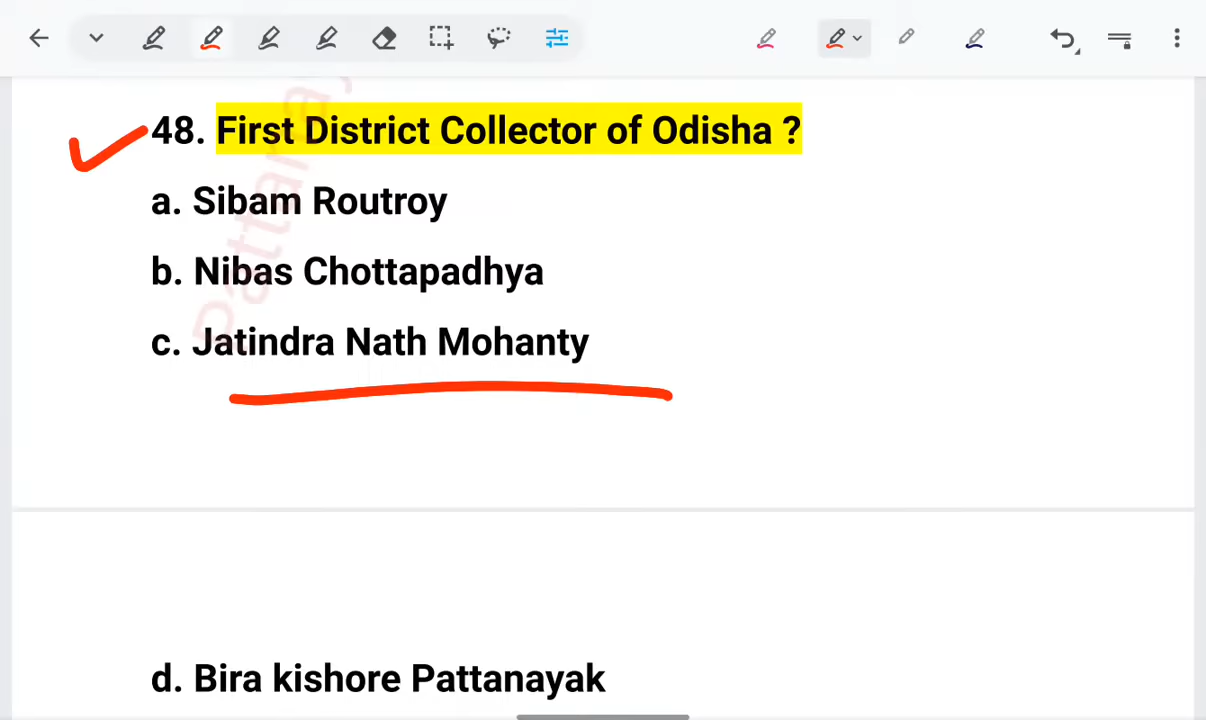 48. First District Collector of Odisha ?
a. Sibam Routroy
b. Nibas Chottapadhya
c. Jatindra Nath Mohanty
d. Bira kishore Pattanayak